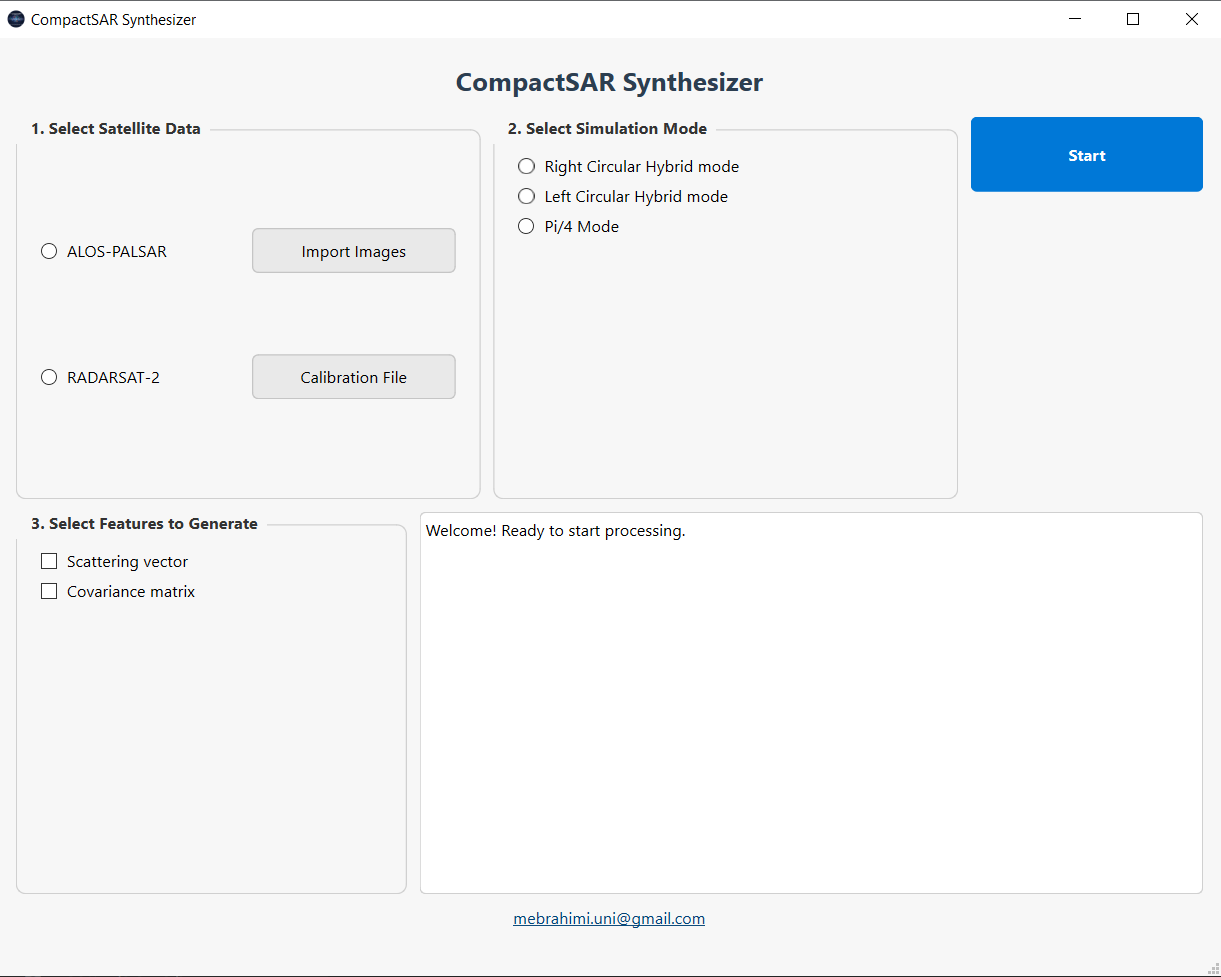 CompactSAR Synthesizer
CompactSAR Synthesizer
1. Select Satellite Data
ALOS-PALSAR
Import Images
RADARSAT-2
Calibration File
2. Select Simulation Mode
Right Circular Hybrid mode
Left Circular Hybrid mode
Pi/4 Mode
Start
3. Select Features to Generate
Scattering vector
Covariance matrix
Welcome! Ready to start processing.
mebrahimi.uni@gmail.com